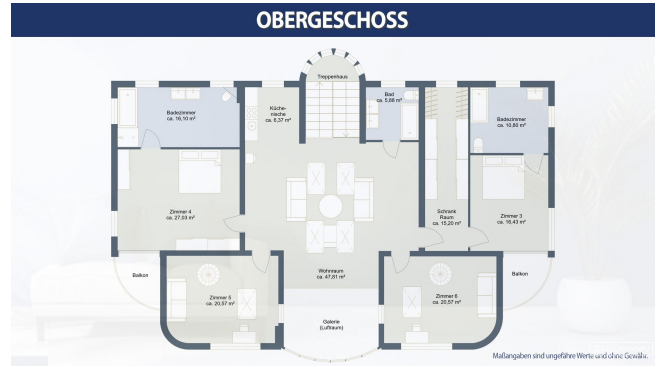 OBERGESCHOSS
Treppenhaus
Badezimmer
ca. 16,10 m²
Küche-
nische
ca. 6,37 m²
Bad
ca. 5,88 m²
Badezimmer
ca. 10,80 m²
Zimmer 4
ca. 27,03 m²
Schrank
Raum
ca. 15,20 m²
Zimmer 3
ca. 16,43 m²
Balkon
Wohnraum
ca. 47,81 m²
Balkon
Zimmer 5
ca. 20,57 m²
Zimmer 6
ca. 20,57 m²
Galerie
(Luftraum)
Maßangaben sind ungefähre Werte und ohne Gewähr.